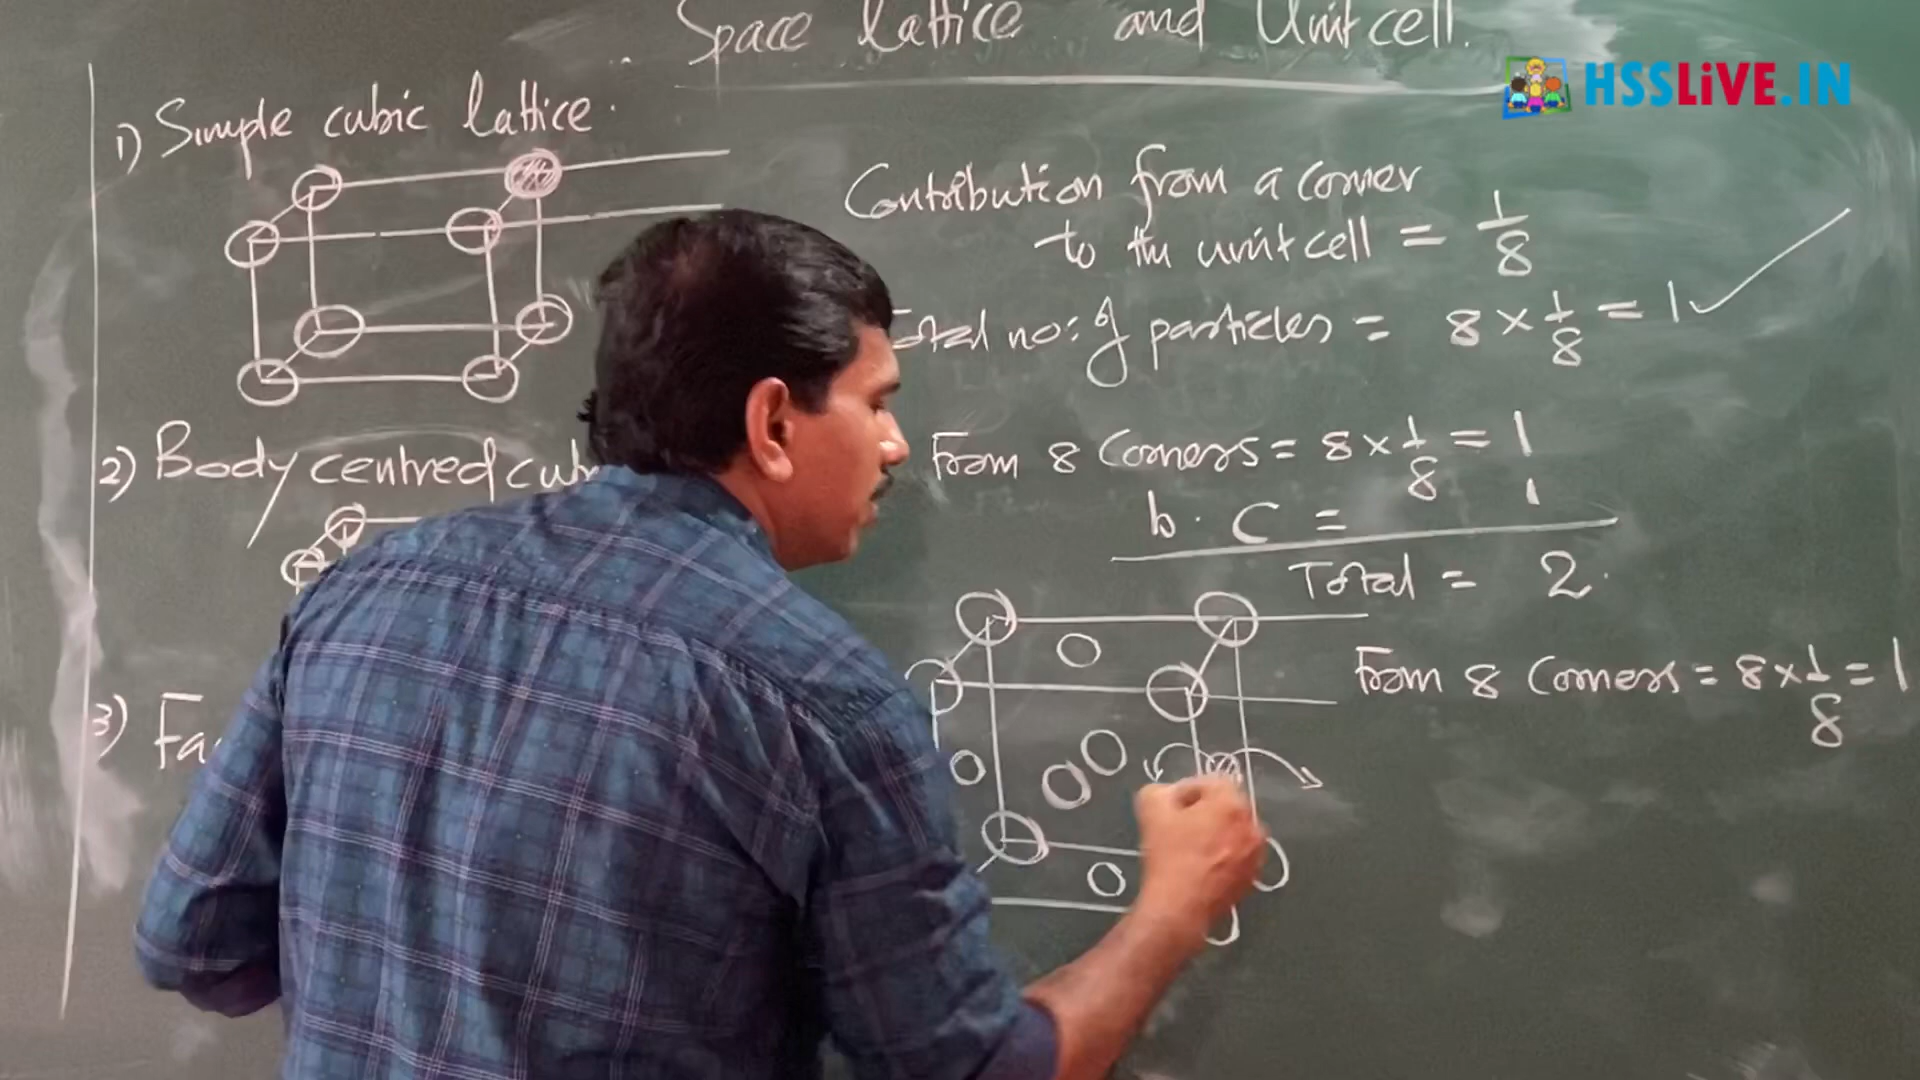 Space lattice and Unit cell.
HSSLiVE.IN
1) Simple cubic lattice.
Contribution from a corner
to the unit cell = 1/8
no: of particles = 8 × 1/8 = 1
2) Body centred
From 8 corners = 8 × 1/8 = 1
b. C = 1
Total = 2.
From 8 corners = 8 × 1/8 = 1
3)